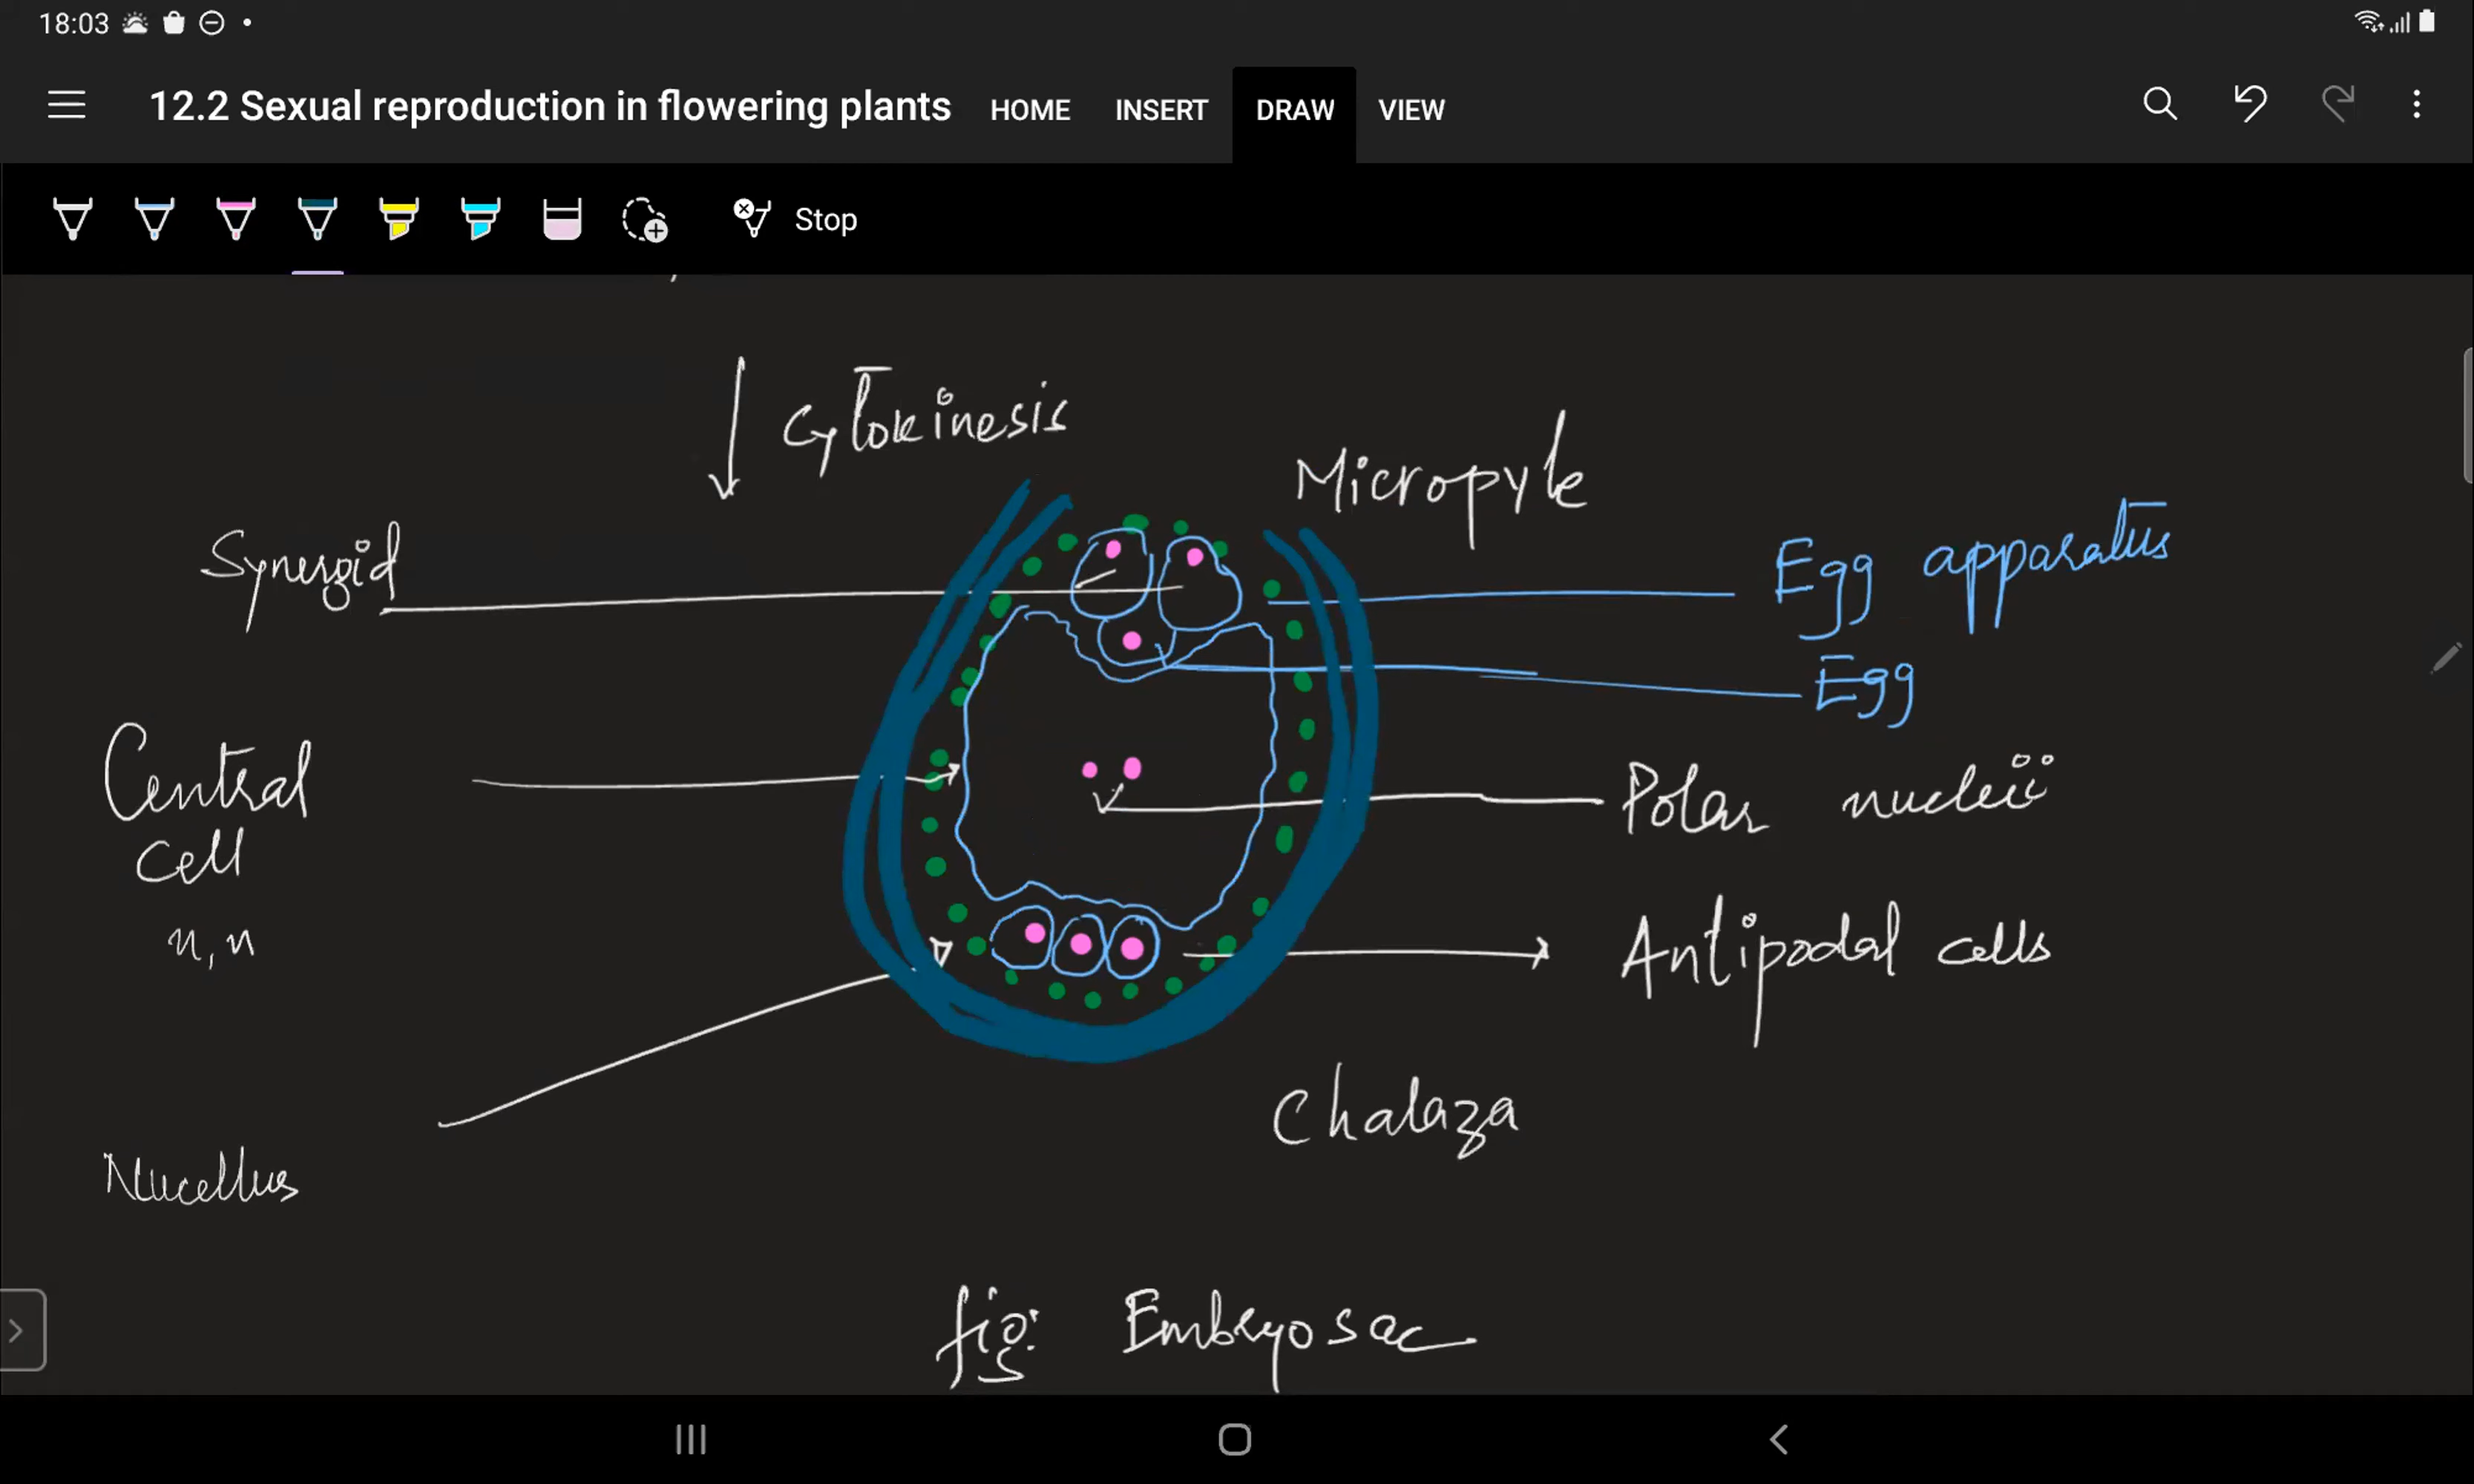 18:03
12.2 Sexual reproduction in flowering plants HOME INSERT DRAW VIEW
Stop
Cytokinesis
Micropyle
Synergid
Egg apparatus
Egg
Central
cell
n, n
Polar nucleii
Antipodal cells
Chalaza
Nucellus
fig: Embryo sac